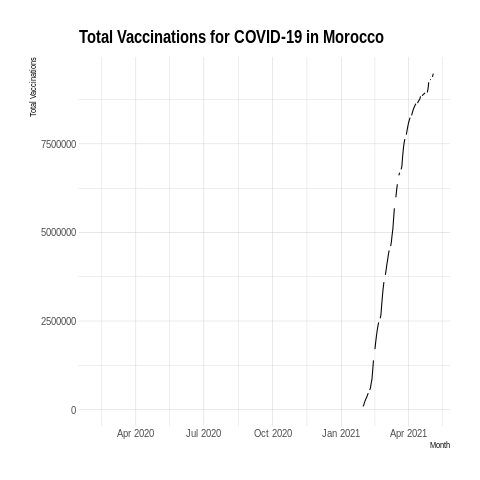 Total Vaccinations for COVID-19 in Morocco
Total Vaccinations
7500000
5000000
2500000
0
Apr 2020 Jul 2020 Oct 2020 Jan 2021 Apr 2021
Month